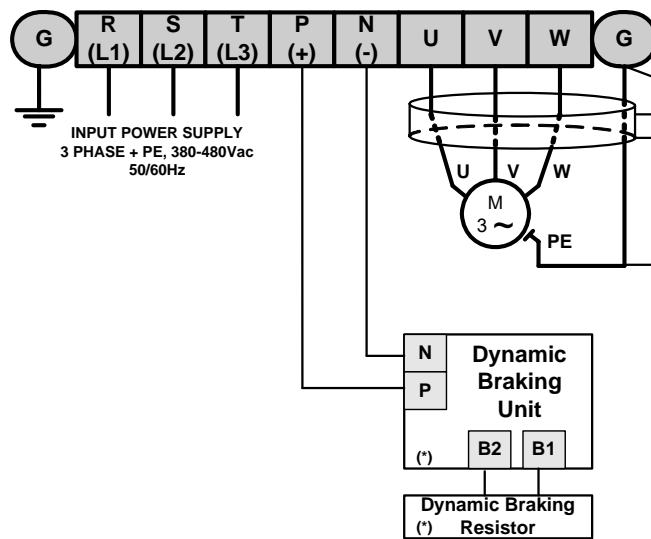 G R (L1) S (L2) T (L3) P (+) N (-) U V W G
INPUT POWER SUPPLY
3 PHASE + PE, 380-480Vac
50/60Hz
U V W
M
3 ~
PE
N
P
Dynamic
Braking
Unit
B2 B1
(*)
Dynamic Braking
(*) Resistor